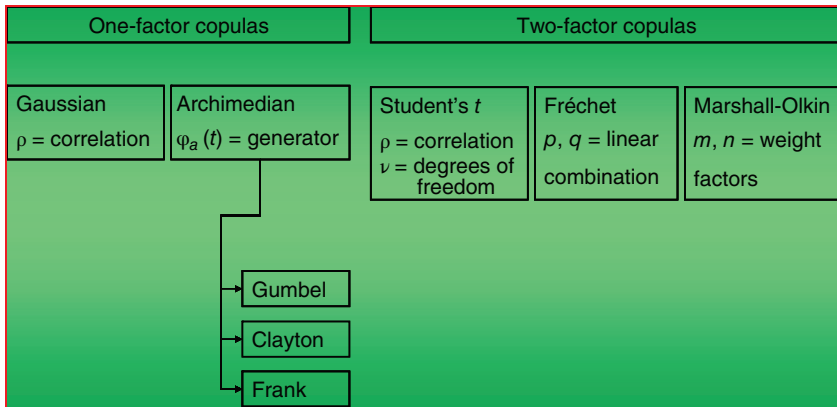 One-factor copulas
Two-factor copulas
Gaussian
ρ = correlation
Archimedian
φa (t) = generator
Student's t
ρ = correlation
ν = degrees of
freedom
Fréchet
p, q = linear
combination
Marshall-Olkin
m, n = weight
factors
Gumbel
Clayton
Frank